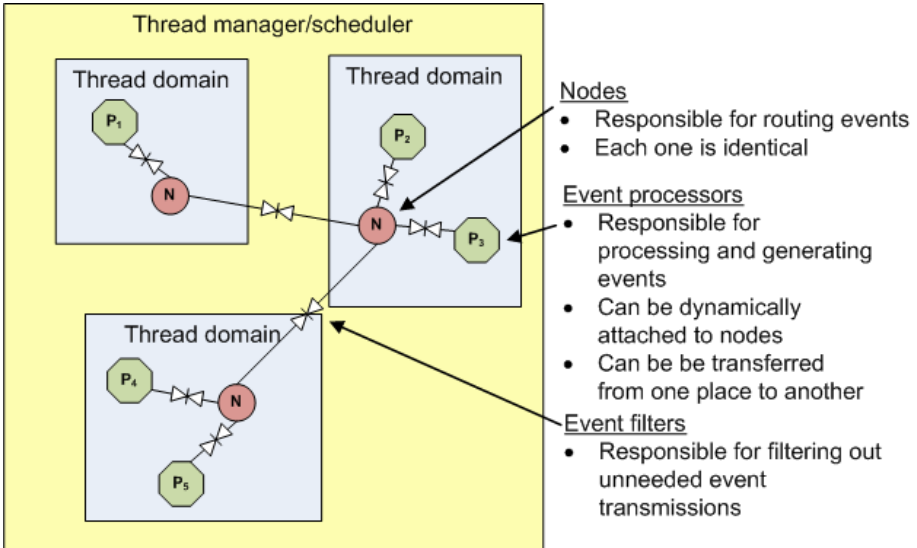 Thread manager/scheduler
Thread domain
P1
N
Thread domain
P2
N
P3
Thread domain
P4
N
P5
Nodes
• Responsible for routing events
• Each one is identical
Event processors
• Responsible for
processing and generating
events
• Can be dynamically
attached to nodes
• Can be be transferred
from one place to another
Event filters
• Responsible for filtering out
unneeded event
transmissions